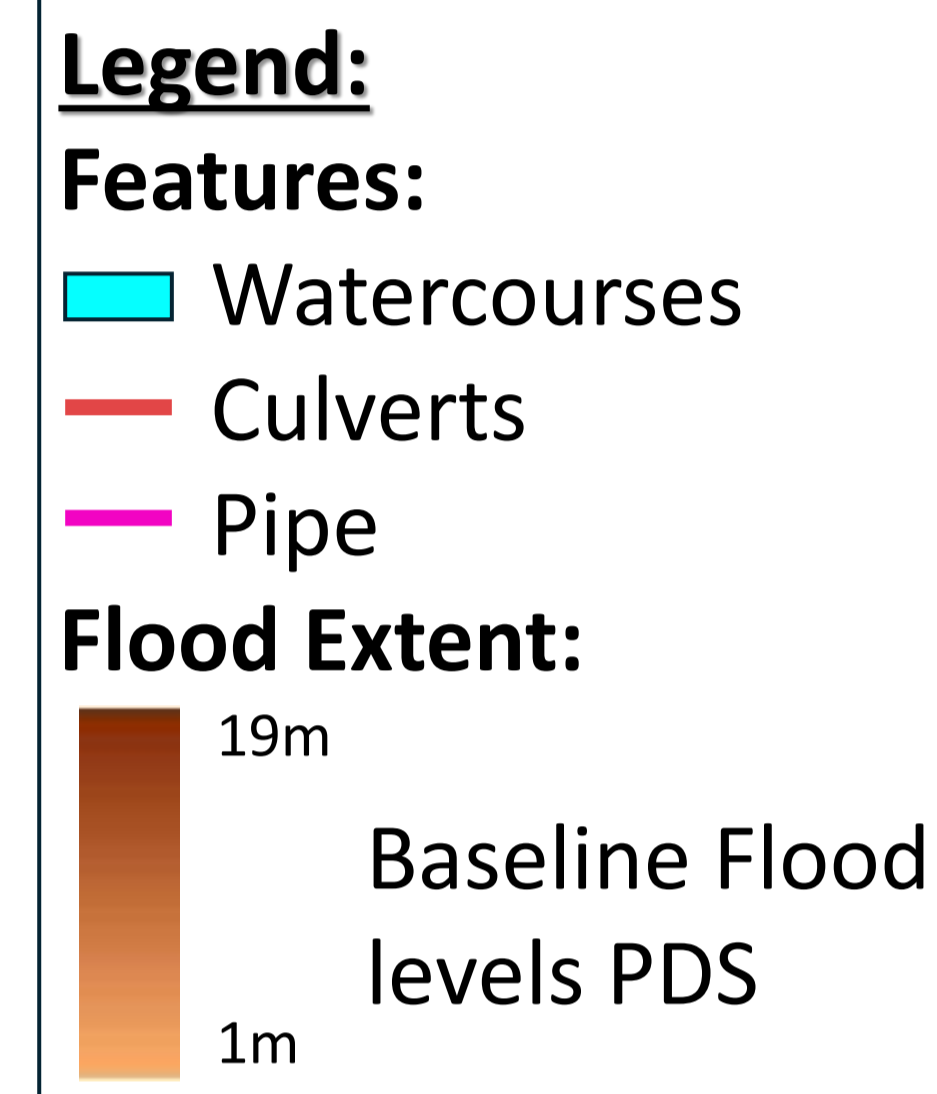 Legend:
Features:
Watercourses
Culverts
Pipe
Flood Extent:
19m
Baseline Flood
levels PDS
1m